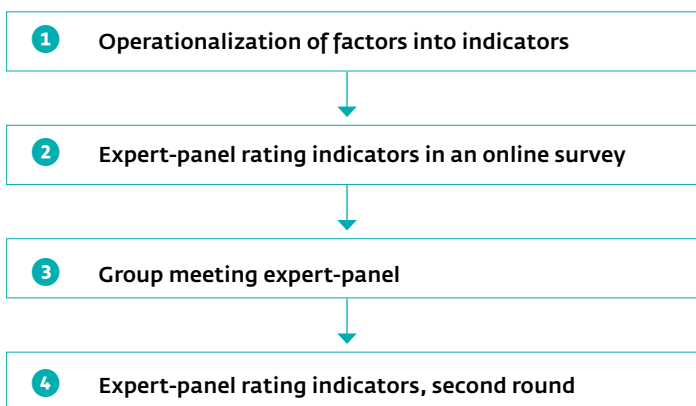 1 Operationalization of factors into indicators
2 Expert-panel rating indicators in an online survey
3 Group meeting expert-panel
4 Expert-panel rating indicators, second round